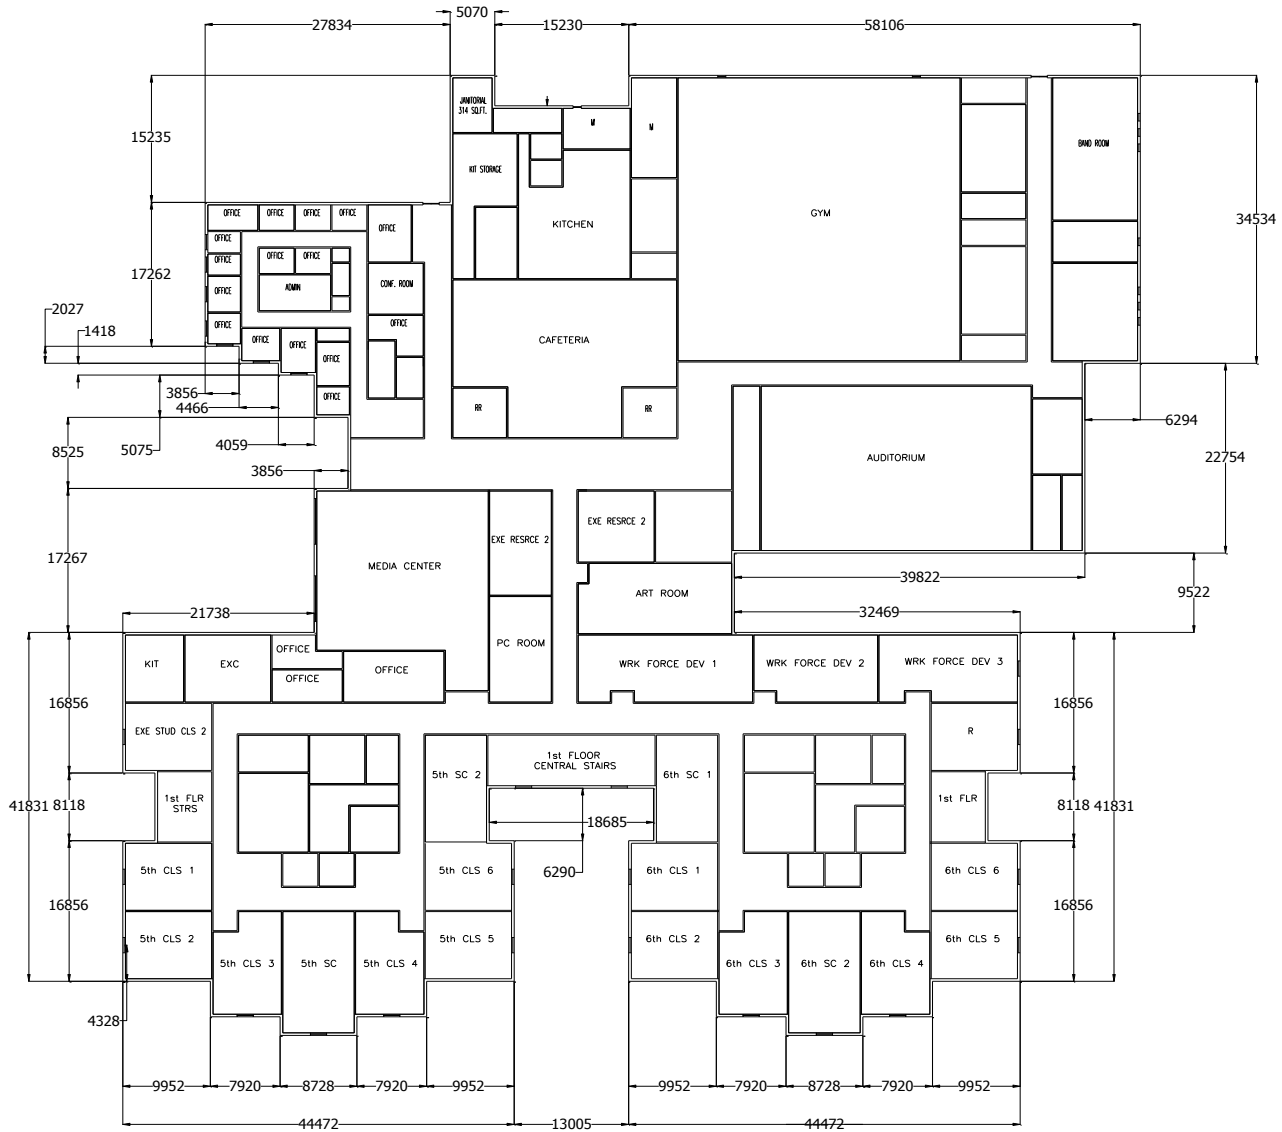 5070
27834
15230
58106
JANITORIAL
314 SQ.FT.
M
M
BAND ROOM
15235
KIT STORAGE
GYM
34534
KITCHEN
OFFICE
OFFICE
OFFICE
OFFICE
OFFICE
OFFICE
OFFICE
OFFICE
OFFICE
17262
CONF. ROOM
OFFICE
ADMIN
2027
OFFICE
OFFICE
OFFICE
1418
OFFICE
OFFICE
CAFETERIA
OFFICE
3856
OFFICE
4466
RR
RR
6294
8525
5075
4059
22754
3856
AUDITORIUM
EXE RESRCE 2
EXE RESRCE 2
17267
MEDIA CENTER
39822
ART ROOM
9522
21738
32469
PC ROOM
KIT
EXC
OFFICE
OFFICE
OFFICE
WRK FORCE DEV 1
WRK FORCE DEV 2
WRK FORCE DEV 3
16856
EXE STUD CLS 2
R
16856
5th SC 2
1st FLOOR
CENTRAL STAIRS
6th SC 1
41831
8118
1st FLR
STRS
1st FLR
8118
41831
18685
6290
5th CLS 1
5th CLS 6
6th CLS 1
6th CLS 6
16856
16856
5th CLS 2
5th CLS 5
6th CLS 2
6th CLS 5
5th CLS 3
5th SC
5th CLS 4
6th CLS 3
6th SC 2
6th CLS 4
4328
9952
7920
8728
7920
9952
9952
7920
8728
7920
9952
44472
13005
44472